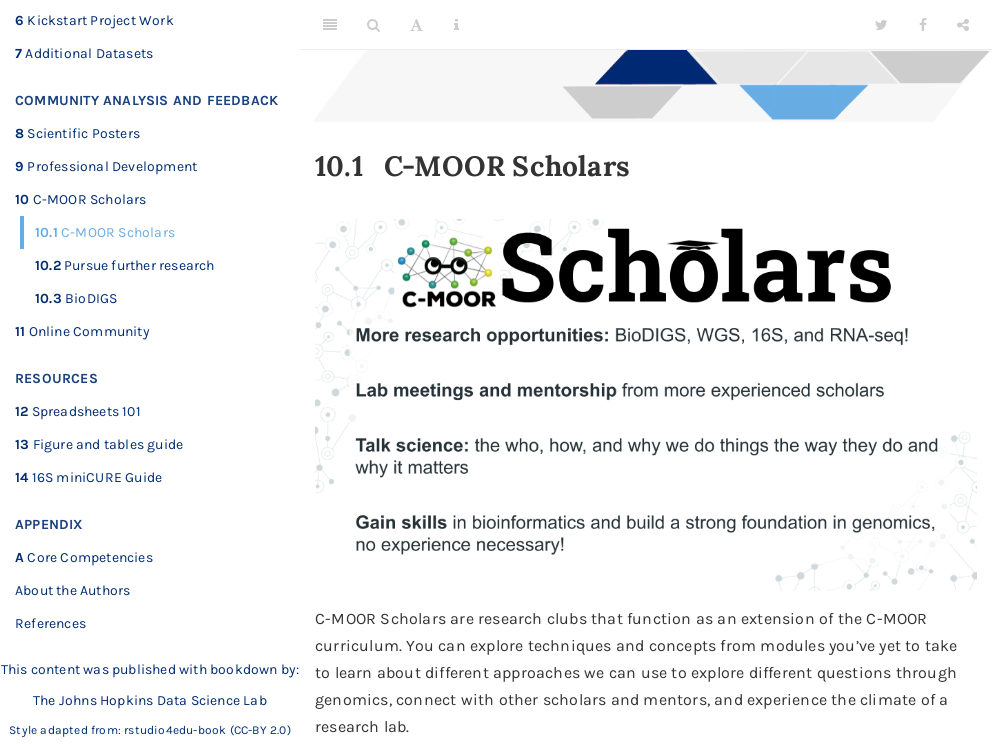 6 Kickstart Project Work
7 Additional Datasets
COMMUNITY ANALYSIS AND FEEDBACK
8 Scientific Posters
9 Professional Development
10 C-MOOR Scholars
10.1 C-MOOR Scholars
10.2 Pursue further research
10.3 BioDIGS
11 Online Community
RESOURCES
12 Spreadsheets 101
13 Figure and tables guide
14 16S miniCURE Guide
APPENDIX
A Core Competencies
About the Authors
References
This content was published with bookdown by:
The Johns Hopkins Data Science Lab
Style adapted from: rstudio4edu-book (CC-BY 2.0)
10.1 C-MOOR Scholars
C-MOOR Scholars
More research opportunities: BioDIGS, WGS, 16S, and RNA-seq!
Lab meetings and mentorship from more experienced scholars
Talk science: the who, how, and why we do things the way they do and
why it matters
Gain skills in bioinformatics and build a strong foundation in genomics,
no experience necessary!
C-MOOR Scholars are research clubs that function as an extension of the C-MOOR
curriculum. You can explore techniques and concepts from modules you’ve yet to take
to learn about different approaches we can use to explore different questions through
genomics, connect with other scholars and mentors, and experience the climate of a
research lab.